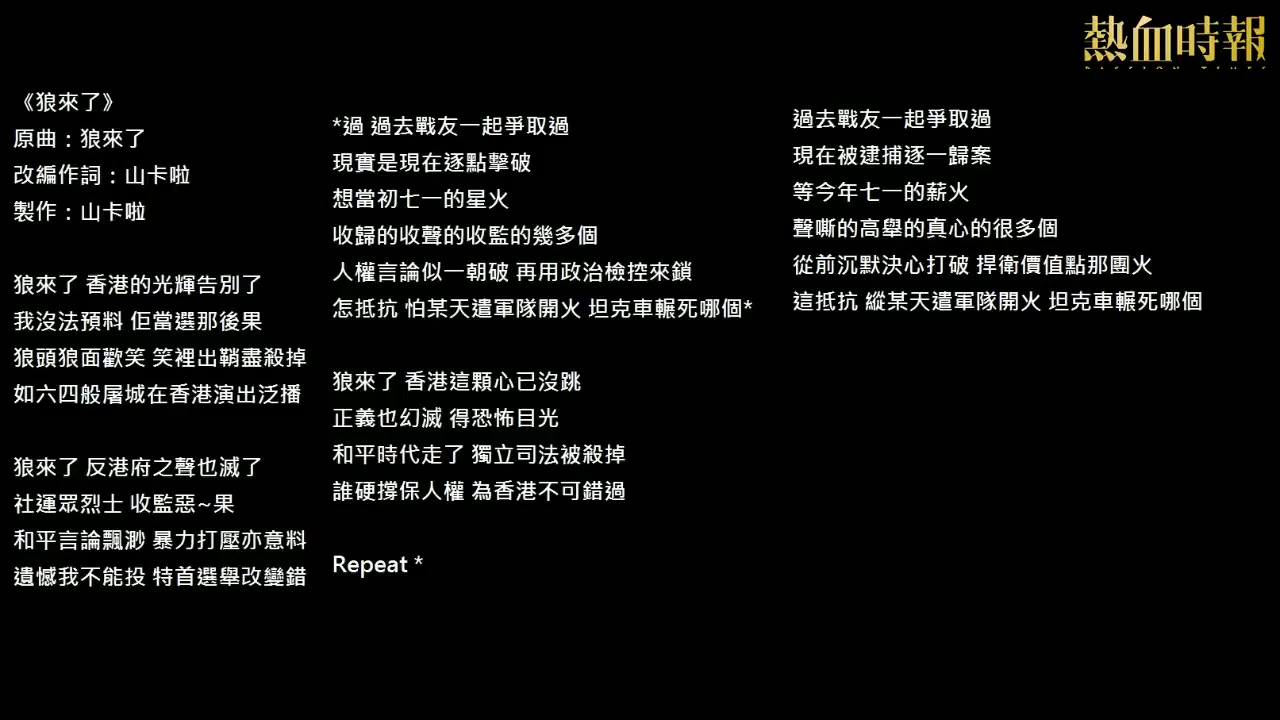 熱血時報
PASSION TIMES
《狼來了》
原曲：狼來了
改編作詞：山卡啦
製作：山卡啦
狼來了 香港的光輝告別了
我沒法預料 佢當選那後果
狼頭狼面歡笑 笑裡出鞘盡殺掉
如六四般屠城在香港演出泛播
狼來了 反港府之聲也滅了
社運眾烈士 收監惡~果
和平言論飄渺 暴力打壓亦意料
遺憾我不能投 特首選舉改變錯
*過 過去戰友一起爭取過
現實是現在逐點擊破
想當初七一的星火
收歸的收聲的收監的幾多個
人權言論似一朝破 再用政治檢控來鎖
怎抵抗 怕某天遣軍隊開火 坦克車輾死哪個*
狼來了 香港這顆心已沒跳
正義也幻滅 得恐怖目光
和平時代走了 獨立司法被殺掉
誰硬撐保人權 為香港不可錯過
Repeat *
過去戰友一起爭取過
現在被逮捕逐一歸案
等今年七一的薪火
聲嘶的高舉的真心的很多個
從前沉默決心打破 捍衛價值點那團火
這抵抗 縱某天遣軍隊開火 坦克車輾死哪個